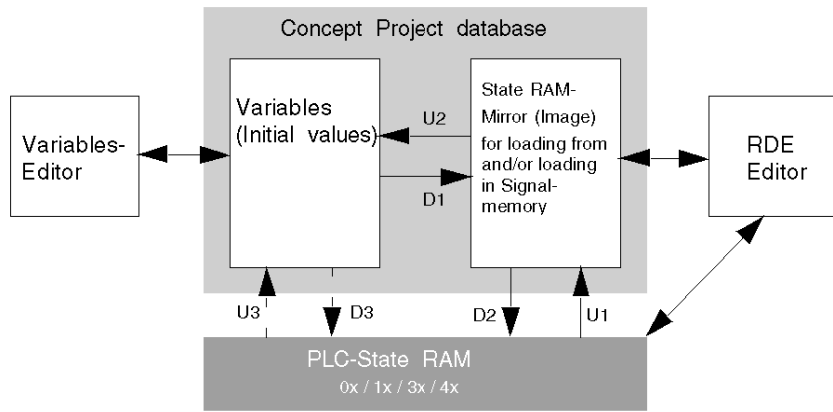 Concept Project database
Variables-
Editor
Variables
(Initial values)
U2
D1
State RAM-
Mirror (Image)
for loading from
and/or loading
in Signal-
memory
RDE
Editor
U3
D3
D2
U1
PLC-State RAM
0x / 1x / 3x / 4x